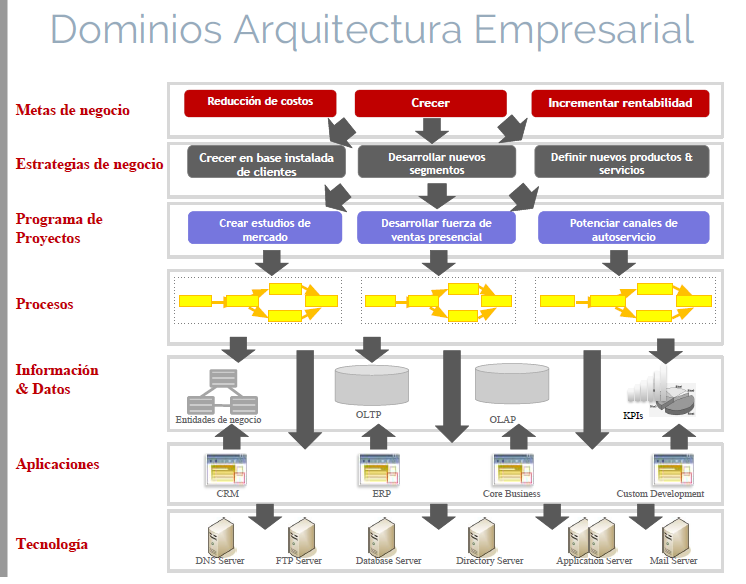 Dominios Arquitectura Empresarial
Metas de negocio
Reducción de costos
Crecer
Incrementar rentabilidad
Estrategias de negocio
Crecer en base instalada
de clientes
Desarrollar nuevos
segmentos
Definir nuevos productos &
servicios
Programa de
Proyectos
Crear estudios de
mercado
Desarrollar fuerza de
ventas presencial
Potenciar canales de
autoservicio
Procesos
Información
& Datos
Entidades de negocio
OLTP
OLAP
KPIs
Aplicaciones
CRM
ERP
Core Business
Custom Development
Tecnología
DNS Server
FTP Server
Database Server
Directory Server
Application Server
Mail Server